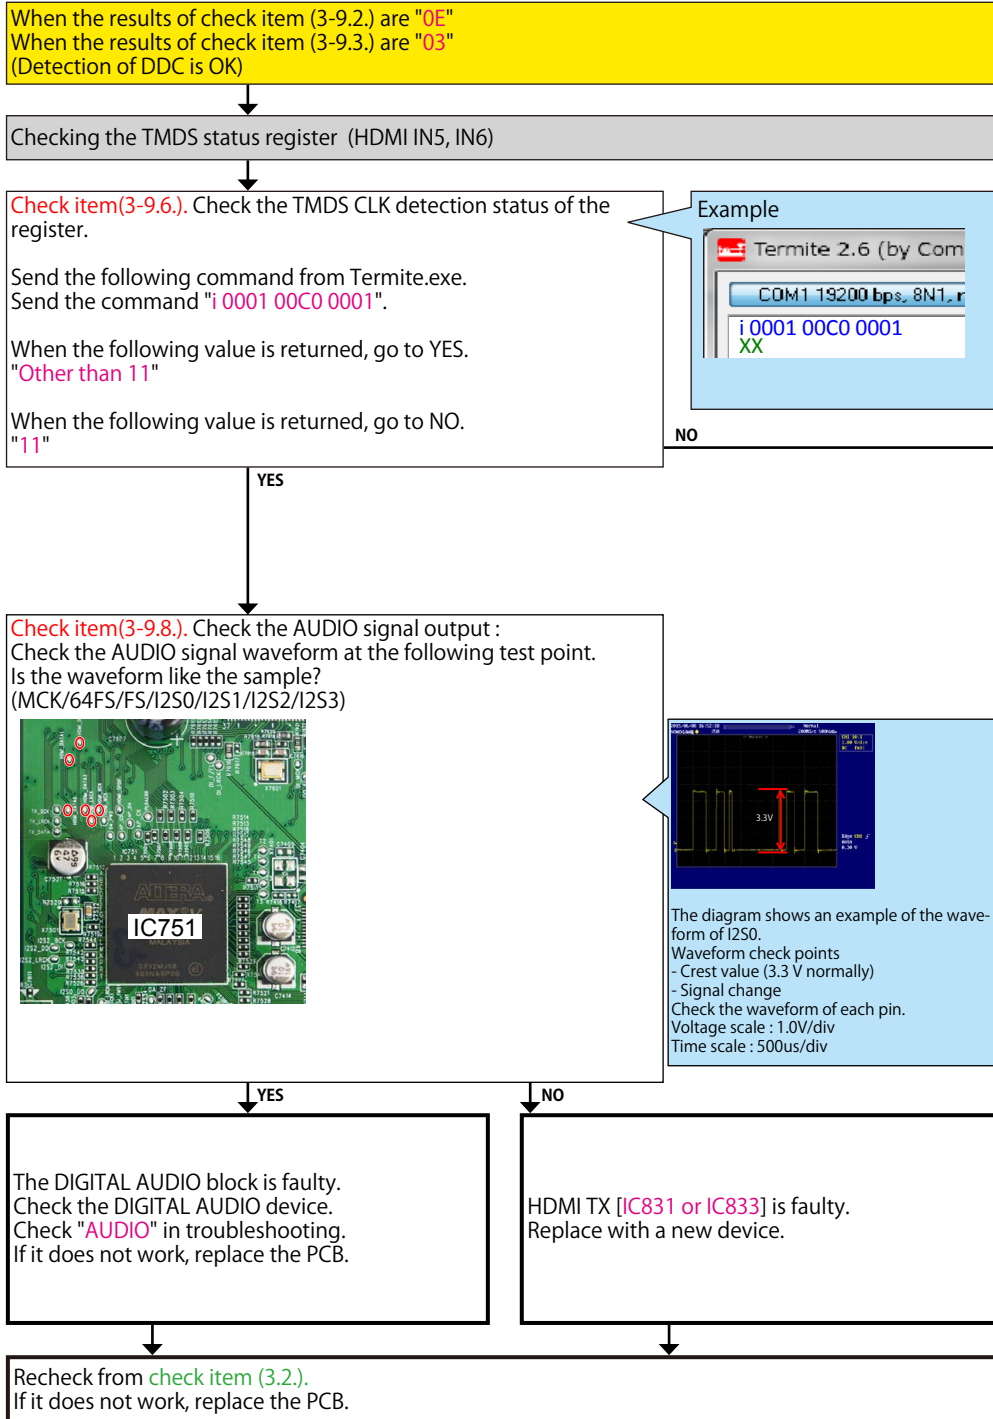 When the results of check item (3-9.2.) are "0E"
When the results of check item (3-9.3.) are "03"
(Detection of DDC is OK)
Checking the TMDS status register (HDMI IN5, IN6)
Check item(3-9.6.). Check the TMDS CLK detection status of the
register.
Send the following command from Termite.exe.
Send the command "i 0001 00C0 0001".
When the following value is returned, go to YES.
"Other than 11"
When the following value is returned, go to NO.
"11"
Example
Termite 2.6 (by Com
COM1 19200 bps, 8N1, r
i 0001 00C0 0001
XX
NO
YES
Check item(3-9.8.). Check the AUDIO signal output :
Check the AUDIO signal waveform at the following test point.
Is the waveform like the sample?
(MCK/64FS/FS/I2S0/I2S1/I2S2/I2S3)
ALTERA
IC751
MALAYSIA
3.3V
The diagram shows an example of the wave-
form of I2S0.
Waveform check points
- Crest value (3.3 V normally)
- Signal change
Check the waveform of each pin.
Voltage scale : 1.0V/div
Time scale : 500us/div
YES
NO
The DIGITAL AUDIO block is faulty.
Check the DIGITAL AUDIO device.
Check "AUDIO" in troubleshooting.
If it does not work, replace the PCB.
HDMI TX [IC831 or IC833] is faulty.
Replace with a new device.
Recheck from check item (3.2.).
If it does not work, replace the PCB.